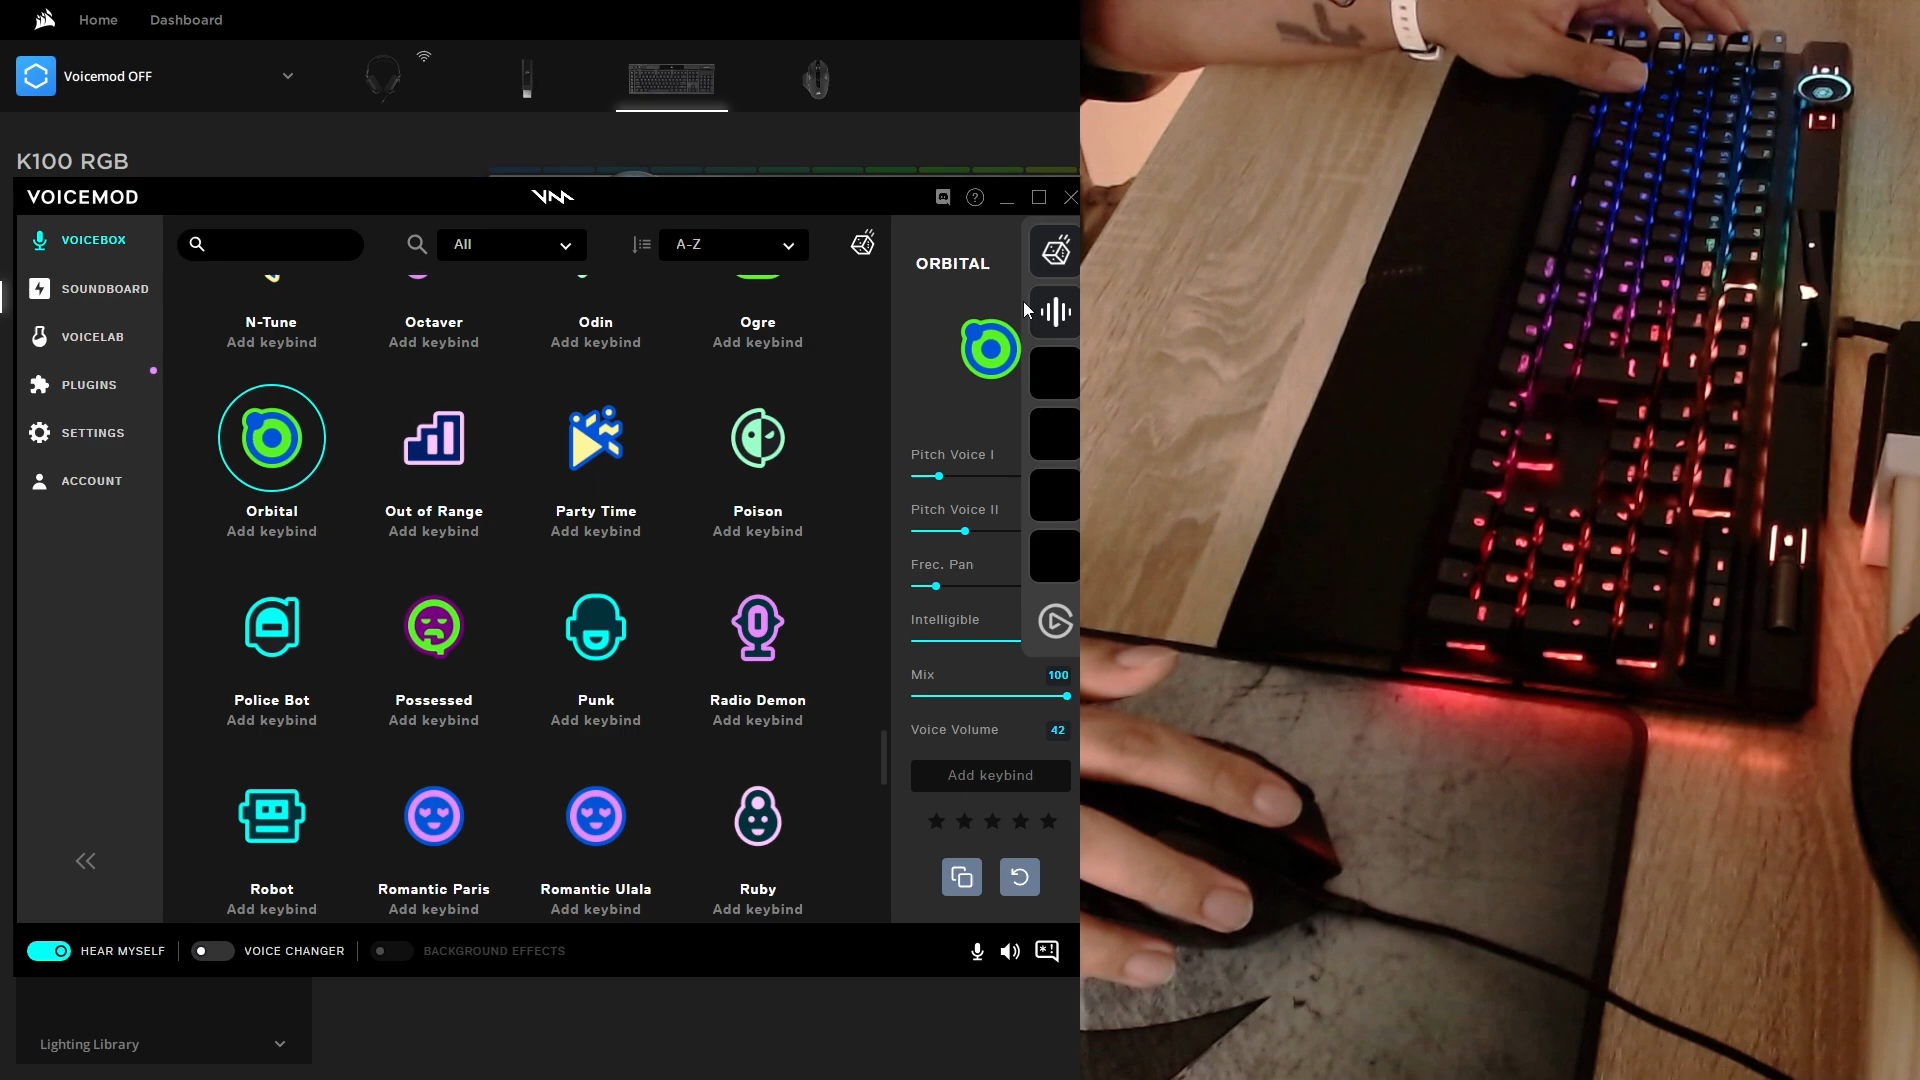 Home Dashboard
Voicemod OFF
K100 RGB
VOICEMOD
VOICEBOX
SOUNDBOARD
VOICELAB
PLUGINS
SETTINGS
ACCOUNT
All
A-Z
N-Tune Octaver Odin Ogre
Add keybind Add keybind Add keybind Add keybind
Orbital Out of Range Party Time Poison
Add keybind Add keybind Add keybind Add keybind
Police Bot Possessed Punk Radio Demon
Add keybind Add keybind Add keybind Add keybind
Robot Romantic Paris Romantic Ulala Ruby
Add keybind Add keybind Add keybind Add keybind
ORBITAL
Pitch Voice I
Pitch Voice II
Frec. Pan
Intelligible
Mix 100
Voice Volume 42
Add keybind
HEAR MYSELF VOICE CHANGER BACKGROUND EFFECTS
Lighting Library